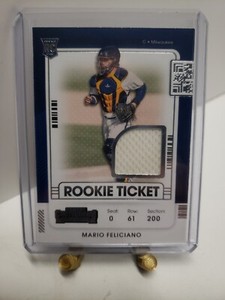 RC
C • Milwaukee
ROOKIE TICKET
Seat Row Section
0 61 200
MARIO FELICIANO